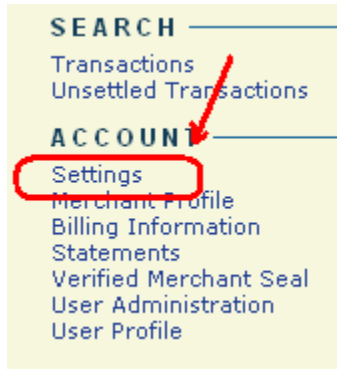 SEARCH
Transactions
Unsettled Transactions
ACCOUNT
Settings
Merchant Profile
Billing Information
Statements
Verified Merchant Seal
User Administration
User Profile